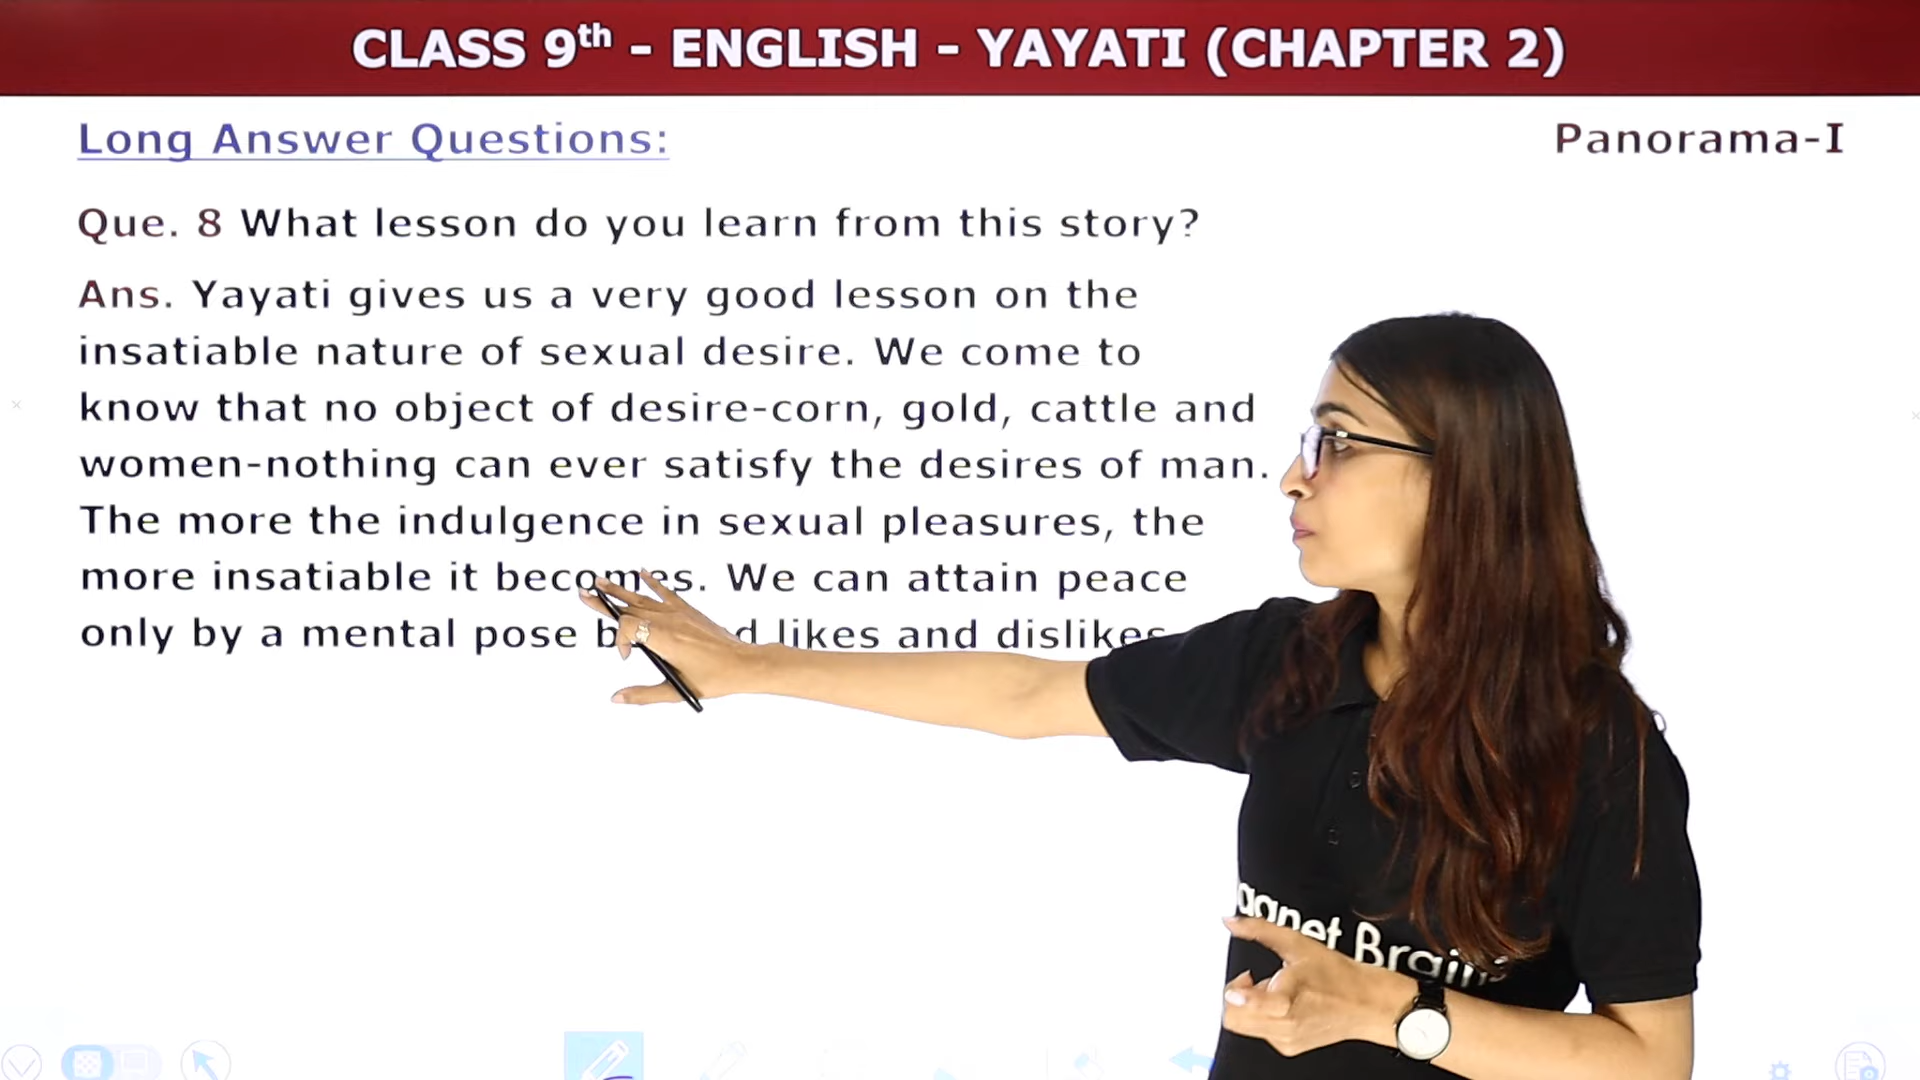 CLASS 9th - ENGLISH - YAYATI (CHAPTER 2)
Long Answer Questions:
Panorama-I
Que. 8 What lesson do you learn from this story?
Ans. Yayati gives us a very good lesson on the
insatiable nature of sexual desire. We come to
know that no object of desire-corn, gold, cattle and
women-nothing can ever satisfy the desires of man.
The more the indulgence in sexual pleasures, the
more insatiable it becomes. We can attain peace
only by a mental pose likes and dislikes
Brain